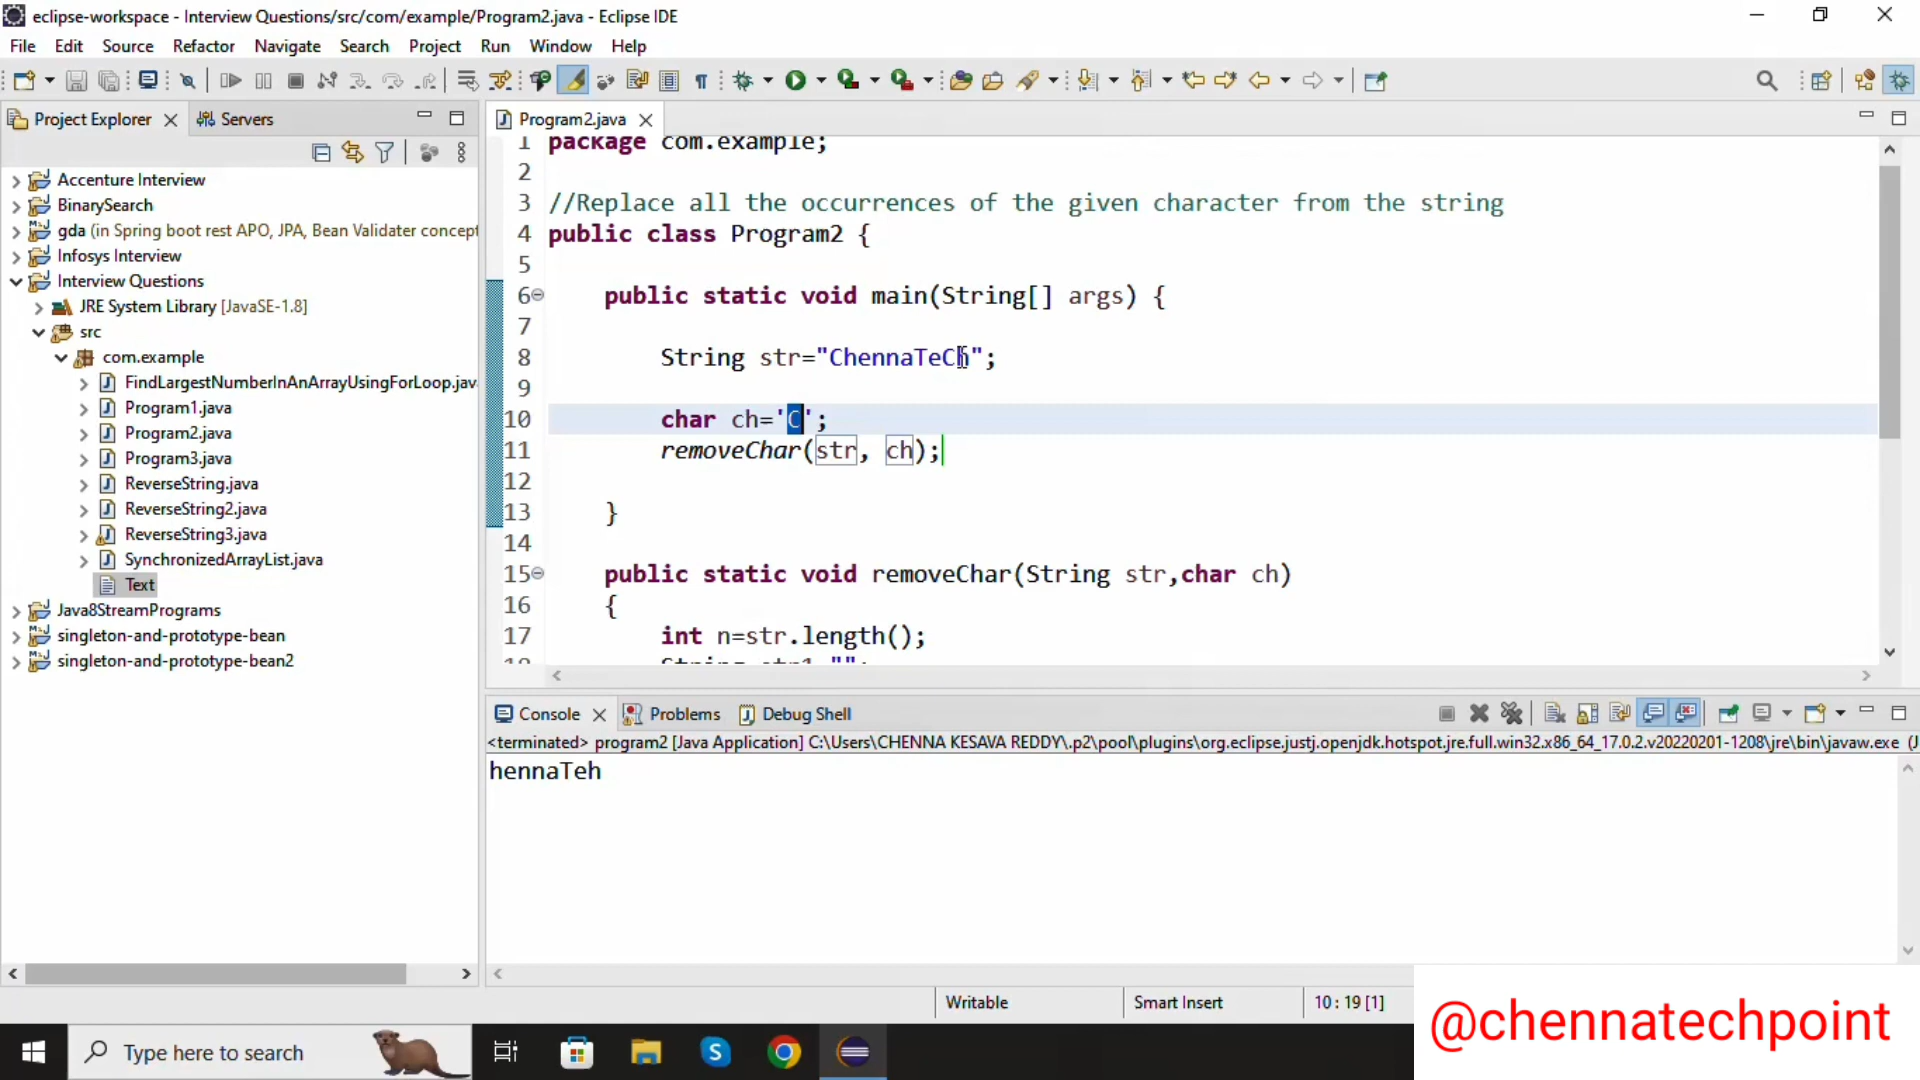 eclipse-workspace - Interview Questions/src/com/example/Program2.java - Eclipse IDE
File Edit Source Refactor Navigate Search Project Run Window Help
Project Explorer
Servers
Accenture Interview
BinarySearch
gda (in Spring boot rest APO, JPA, Bean Validater concept
Infosys Interview
Interview Questions
JRE System Library [JavaSE-1.8]
src
com.example
FindLargestNumberInAnArrayUsingForLoop.jav
Program1.java
Program2.java
Program3.java
ReverseString.java
ReverseString2.java
ReverseString3.java
SynchronizedArrayList.java
Text
Java8StreamPrograms
singleton-and-prototype-bean
singleton-and-prototype-bean2
Program2.java
1 package com.example;
2
3 //Replace all the occurrences of the given character from the string
4 public class Program2 {
5
6 public static void main(String[] args) {
7
8 String str="ChennaTeCh";
9
10 char ch='C';
11 removeChar(str, ch);
12
13 }
14
15 public static void removeChar(String str,char ch)
16 {
17 int n=str.length();
Console Problems Debug Shell
<terminated> program2 [Java Application] C:\Users\CHENNA KESAVA REDDY\.p2\pool\plugins\org.eclipse.justj.openjdk.hotspot.jre.full.win32.x86_64_17.0.2.v20220201-1208\jre\bin\javaw.exe (J
hennaTeh
Writable Smart Insert 10 : 19 [1]
Type here to search
@chennatechpoint